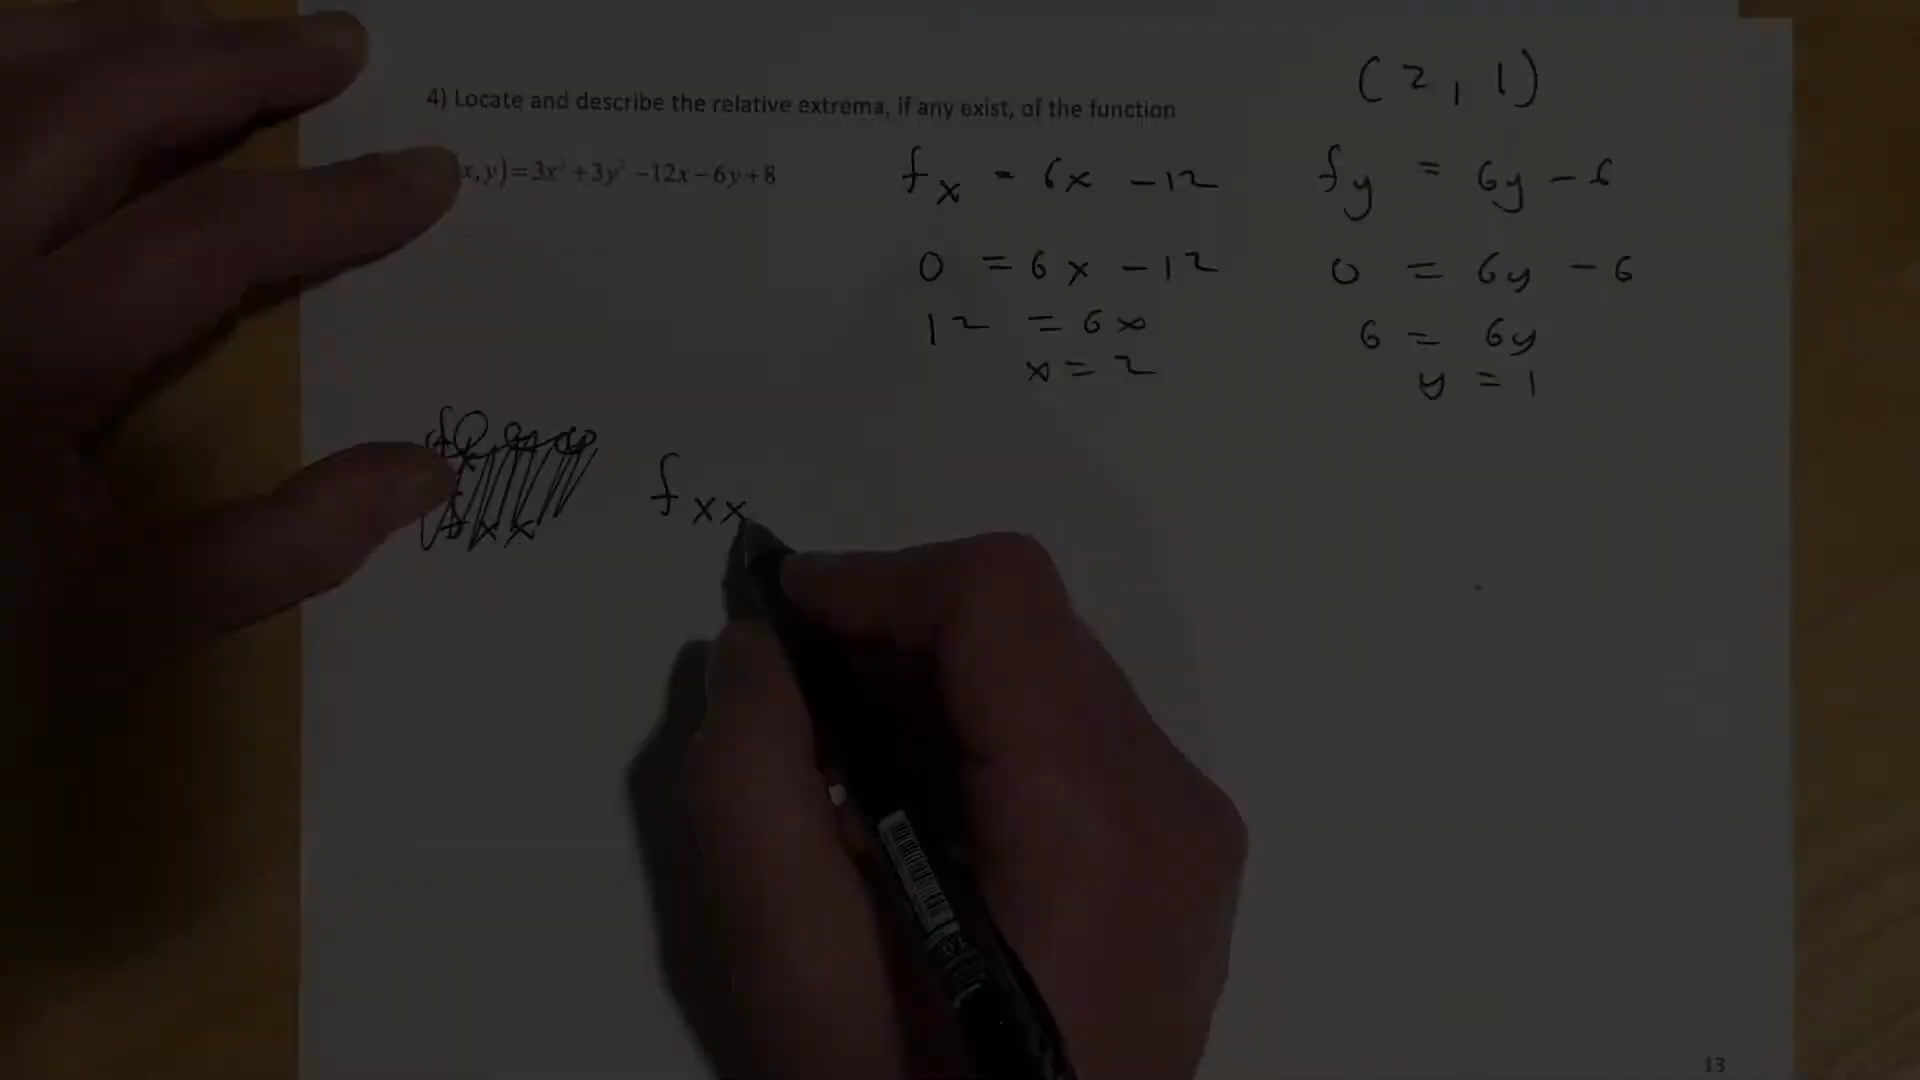 4) Locate and describe the relative extrema, if any exist, of the function
x,y)=3x²+3y²−12x−6y+8
(2,1)
fx = 6x −12
fy = 6y − 6
0 = 6x −12
0 = 6y − 6
12 = 6x
6 = 6y
x = 2
y = 1
fxx
13